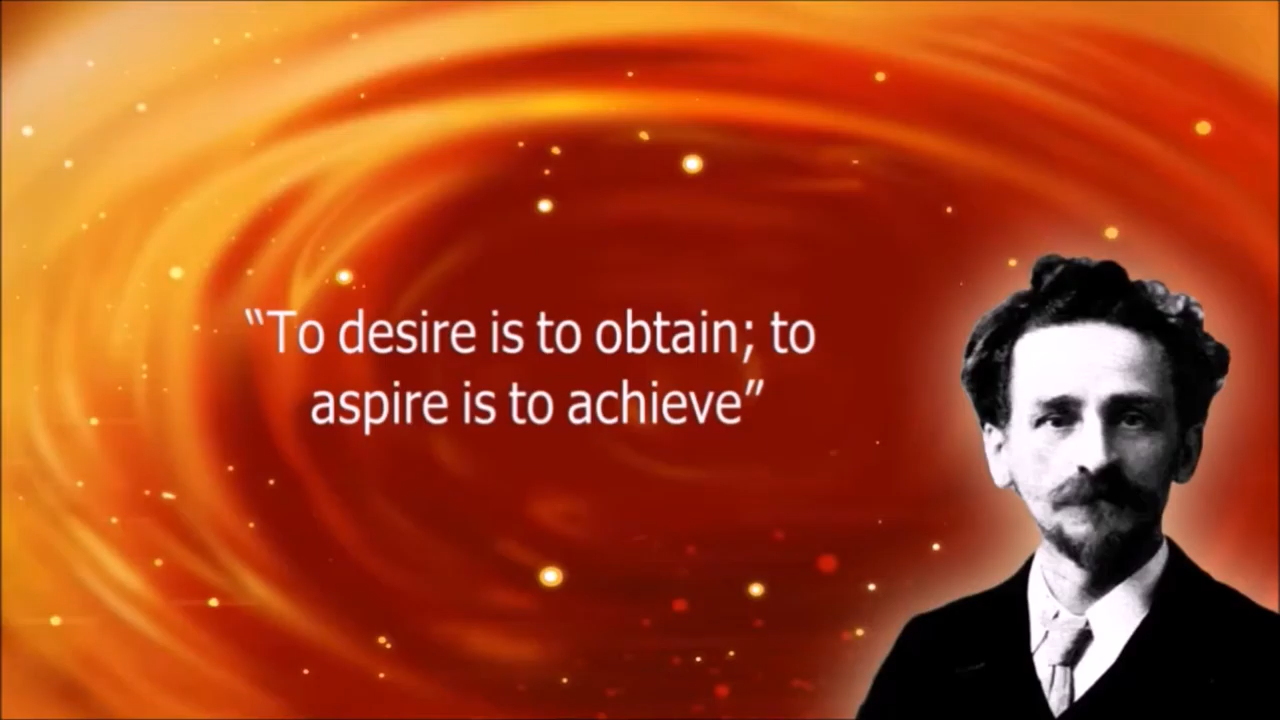 “To desire is to obtain; to
aspire is to achieve”